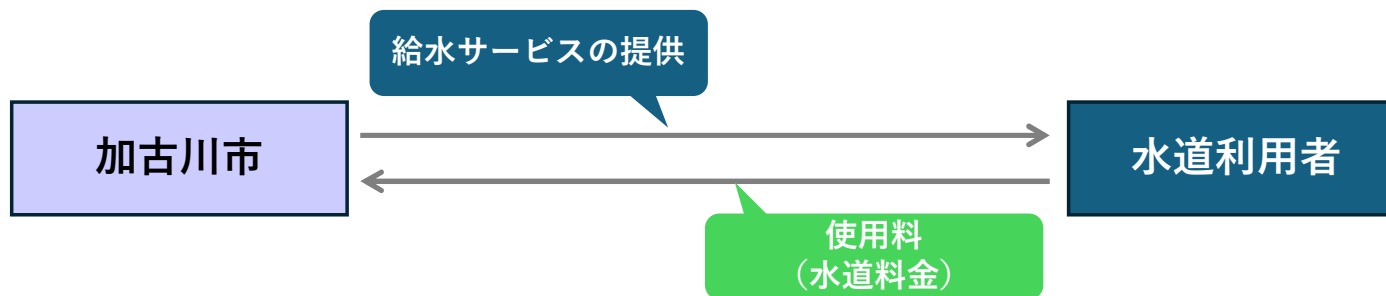 給水サービスの提供
加古川市
水道利用者
使用料
（水道料金）